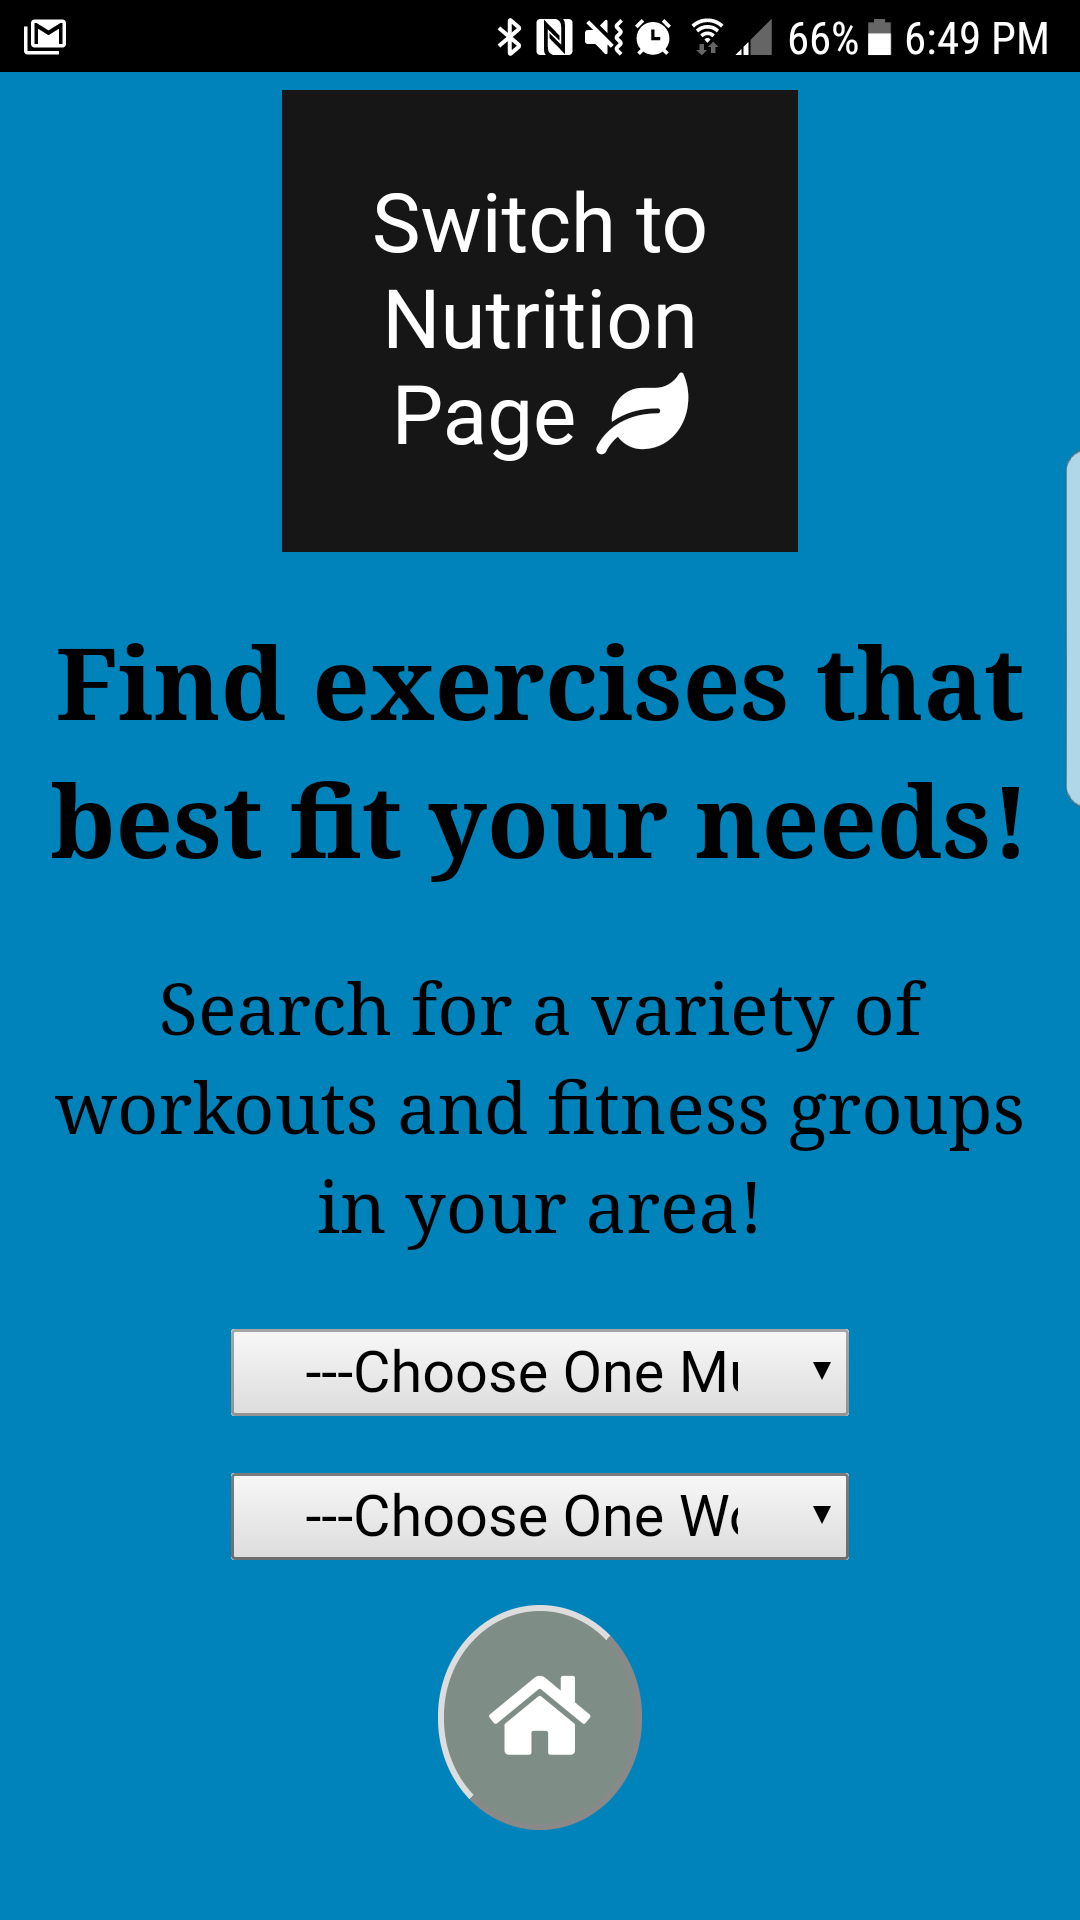 66% 6:49 PM
Switch to
Nutrition
Page
Find exercises that
best fit your needs!
Search for a variety of
workouts and fitness groups
in your area!
---Choose One Mu
---Choose One Wo